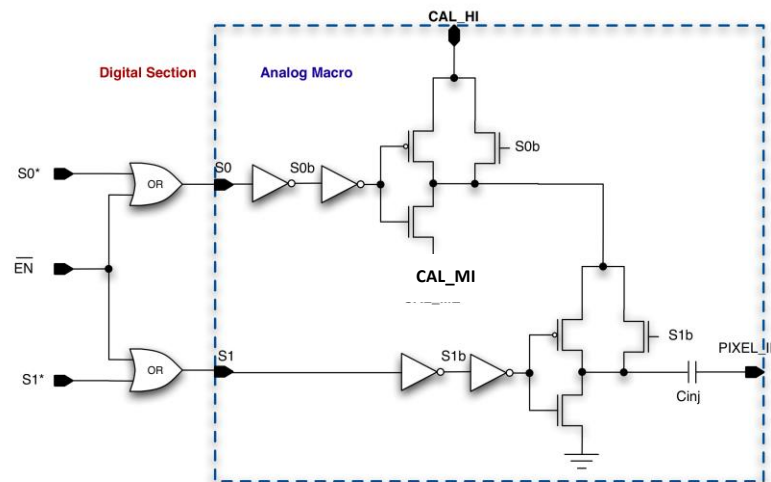 CAL_HI
Digital Section
Analog Macro
S0*
OR
S0
S0b
S0b
EN
CAL_MI
S1*
OR
S1
S1b
S1b
PIXEL_I
Cinj